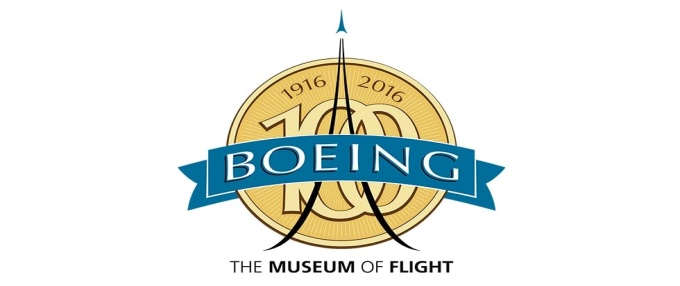 1916 2016
100
BOEING
THE MUSEUM OF FLIGHT